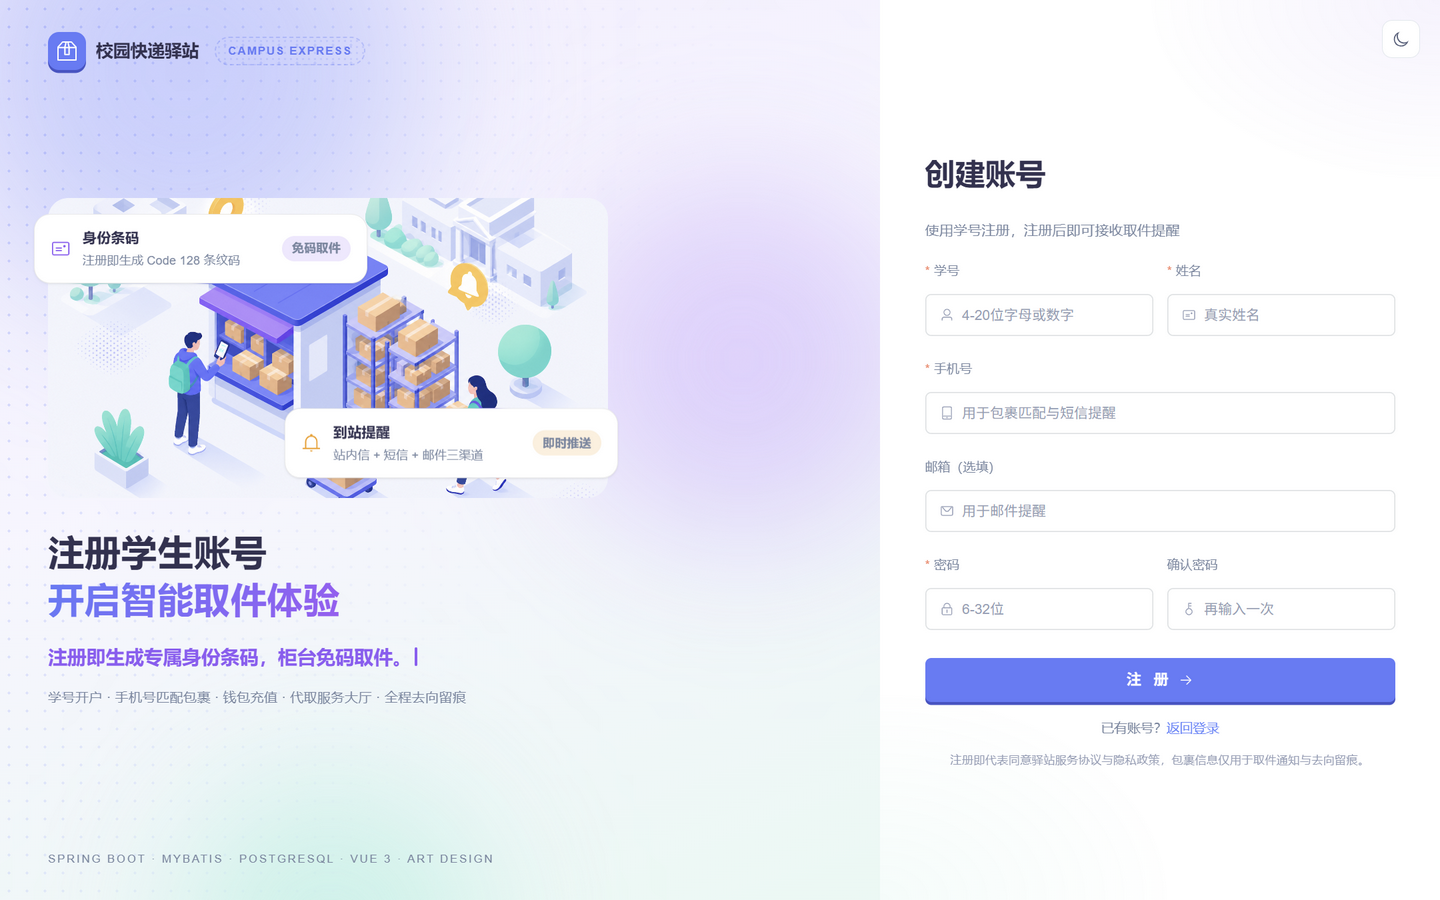 校园快递驿站
CAMPUS EXPRESS
身份条码
注册即生成 Code 128 条纹码
免码取件
到站提醒
站内信 + 短信 + 邮件三渠道
即时推送
注册学生账号
开启智能取件体验
注册即生成专属身份条码，柜台免码取件。|
学号开户 · 手机号匹配包裹 · 钱包充值 · 代取服务大厅 · 全程去向留痕
SPRING BOOT · MYBATIS · POSTGRESQL · VUE 3 · ART DESIGN
创建账号
使用学号注册，注册后即可接收取件提醒
* 学号
4-20位字母或数字
* 姓名
真实姓名
* 手机号
用于包裹匹配与短信提醒
邮箱（选填）
用于邮件提醒
* 密码
6-32位
确认密码
再输入一次
注 册 →
已有账号？返回登录
注册即代表同意驿站服务协议与隐私政策，包裹信息仅用于取件通知与去向留痕。